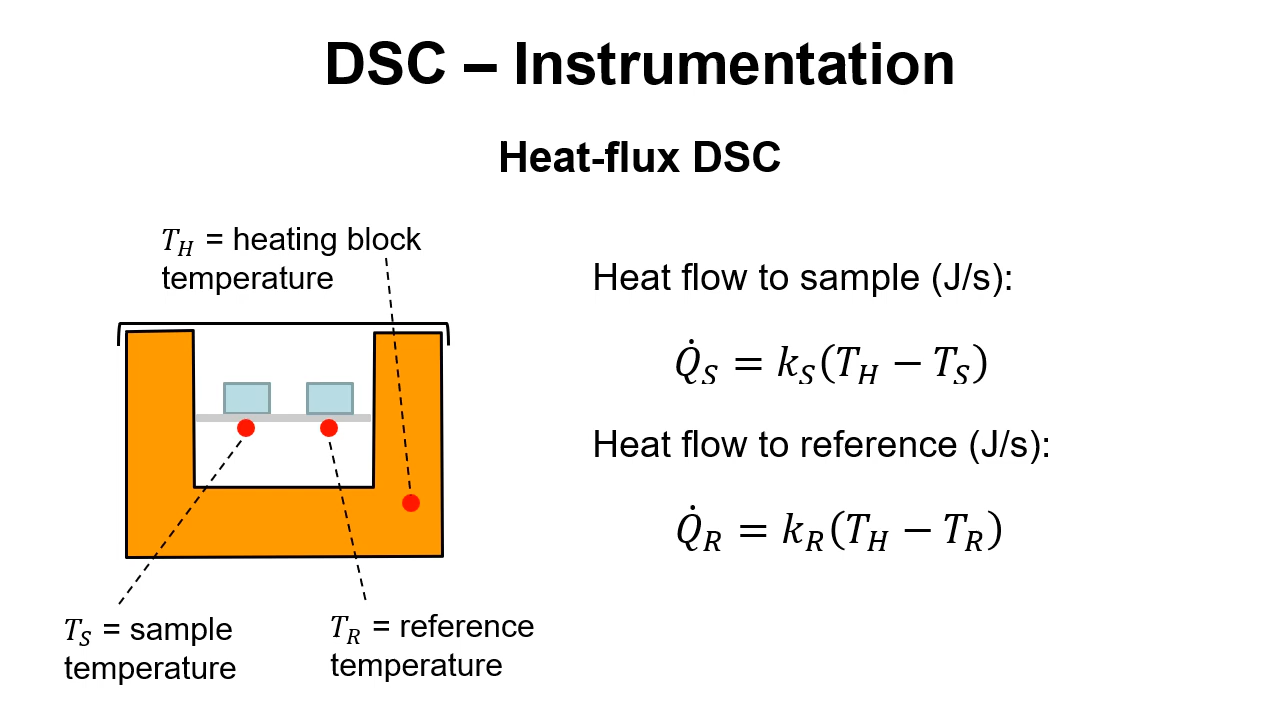 DSC – Instrumentation
Heat-flux DSC
T_H = heating block
temperature
Heat flow to sample (J/s):
Q̇_S = k_S(T_H − T_S)
Heat flow to reference (J/s):
Q̇_R = k_R(T_H − T_R)
T_S = sample
temperature
T_R = reference
temperature